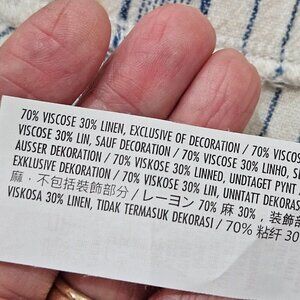 70% VISCOSE 30% LINEN, EXCLUSIVE OF DECORATION / 70% VISCO
VISCOSE 30% LIN, SAUF DECORATION / 70% VISCOSE 30% LINHO, S
AUSSER DEKORATION / 70% VISKOSE 30% LINNED, UNDTAGET PYNT
EXKLUSIVE DEKORATION / 70% VISKOSE 30% LIN, UNNTATT DEKORA
麻，不包括裝飾部分 / レーヨン 70% 麻 30%，装飾部
VISKOSA 30% LINEN, TIDAK TERMASUK DEKORASI / 70% 粘纤 30